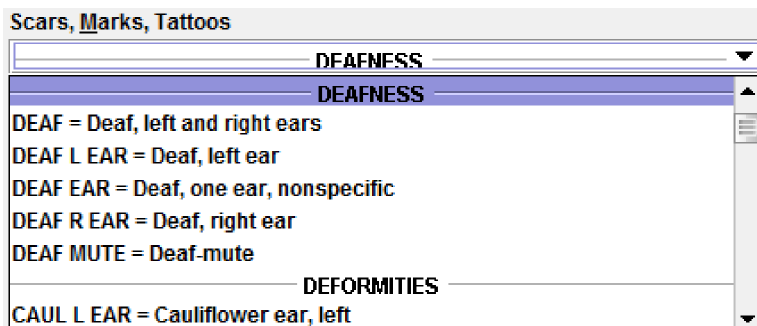 Scars, Marks, Tattoos
DEAFNESS
DEAFNESS
DEAF = Deaf, left and right ears
DEAF L EAR = Deaf, left ear
DEAF EAR = Deaf, one ear, nonspecific
DEAF R EAR = Deaf, right ear
DEAF MUTE = Deaf-mute
DEFORMITIES
CAUL L EAR = Cauliflower ear, left